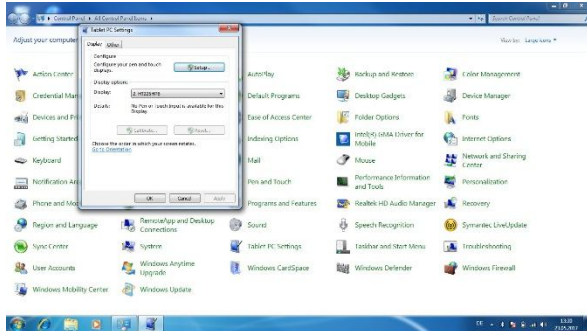 Control Panel ▸ All Control Panel Items ▸
Search Control Panel
Adjust your computer
View by: Large icons
Tablet PC Settings
Display Other
Configure
Configure your pen and touch
displays.
Setup...
Display options
Display:
Details:
No Pen or Touch Input is available for this
Display.
Calibrate...
Reset...
Choose the order in which your screen rotates.
Go to Orientation
OK
Cancel
Apply
Action Center
AutoPlay
Backup and Restore
Color Management
Credential Man
Default Programs
Desktop Gadgets
Device Manager
Devices and Pri
Ease of Access Center
Folder Options
Fonts
Getting Started
Indexing Options
Intel(R) GMA Driver for
Mobile
Internet Options
Keyboard
Mail
Mouse
Network and Sharing
Center
Notification Are
Pen and Touch
Performance Information
and Tools
Personalization
Phone and Mo
Programs and Features
Realtek HD Audio Manager
Recovery
Region and Language
RemoteApp and Desktop
Connections
Sound
Speech Recognition
Symantec LiveUpdate
Sync Center
System
Tablet PC Settings
Taskbar and Start Menu
Troubleshooting
User Accounts
Windows Anytime
Upgrade
Windows CardSpace
Windows Defender
Windows Firewall
Windows Mobility Center
Windows Update
13:20
23.05.2017